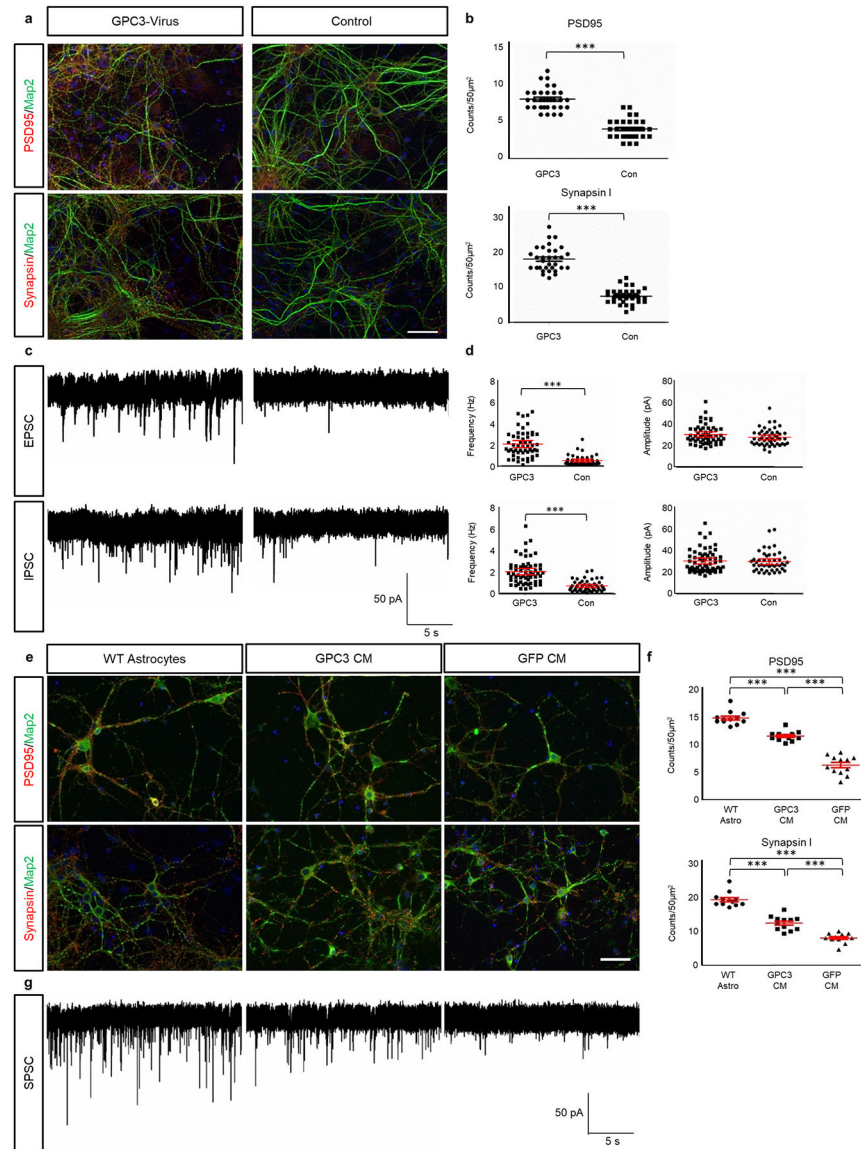 a
GPC3-Virus
Control
b
PSD95
PSD95/Map2
Counts/50μm²
15
10
5
0
***
GPC3
Con
Synapsin/Map2
Synapsin I
Counts/50μm²
30
20
10
0
***
GPC3
Con
c
EPSC
IPSC
50 pA
5 s
d
Frequency (Hz)
8
6
4
2
0
***
GPC3
Con
Amplitude (pA)
80
60
40
20
0
GPC3
Con
Frequency (Hz)
8
6
4
2
0
***
GPC3
Con
Amplitude (pA)
80
60
40
20
0
GPC3
Con
e
WT Astrocytes
GPC3 CM
GFP CM
PSD95/Map2
Synapsin/Map2
f
PSD95
Counts/50μm²
20
15
10
5
0
***
***
***
WT
Astro
GPC3
CM
GFP
CM
Synapsin I
Counts/50μm²
30
20
10
0
***
***
***
WT
Astro
GPC3
CM
GFP
CM
g
SPSC
50 pA
5 s